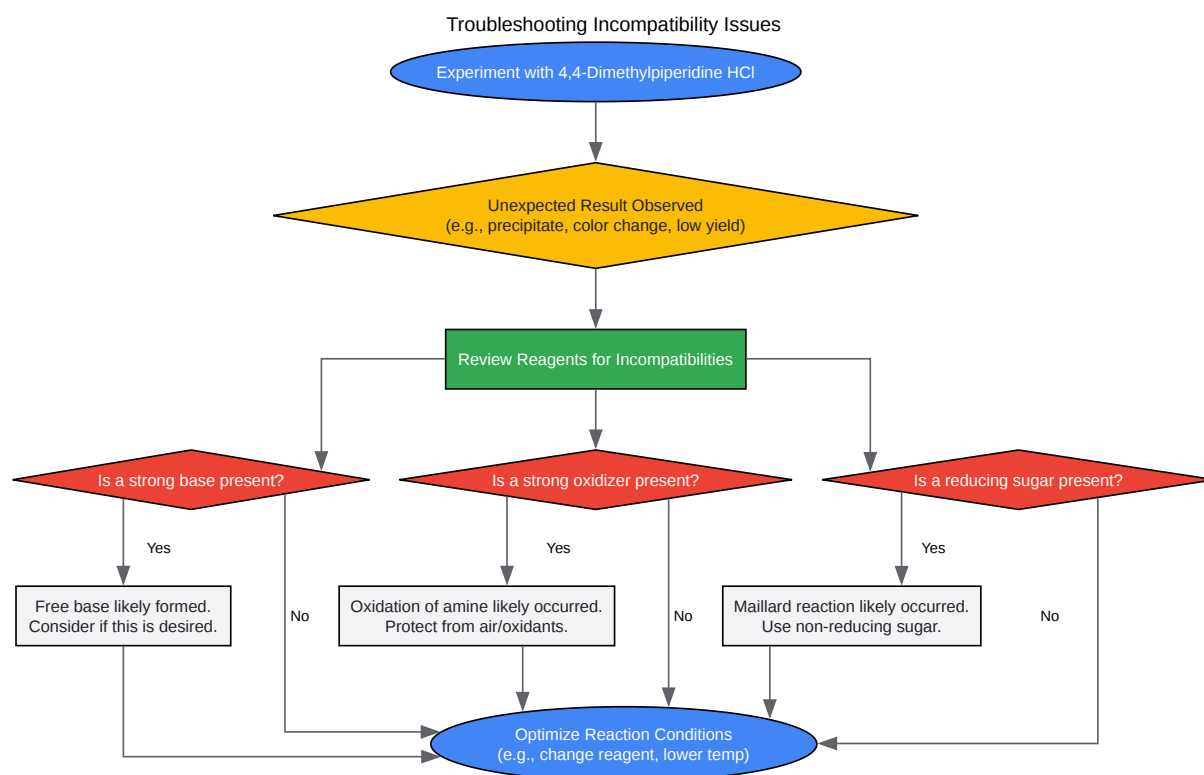 Troubleshooting Incompatibility Issues
Experiment with 4,4-Dimethylpiperidine HCl
Unexpected Result Observed
(e.g., precipitate, color change, low yield)
Review Reagents for Incompatibilities
Is a strong base present?
Is a strong oxidizer present?
Is a reducing sugar present?
Yes
Yes
Yes
Free base likely formed.
Consider if this is desired.
No
Oxidation of amine likely occurred.
Protect from air/oxidants.
No
Maillard reaction likely occurred.
Use non-reducing sugar.
No
Optimize Reaction Conditions
(e.g., change reagent, lower temp)